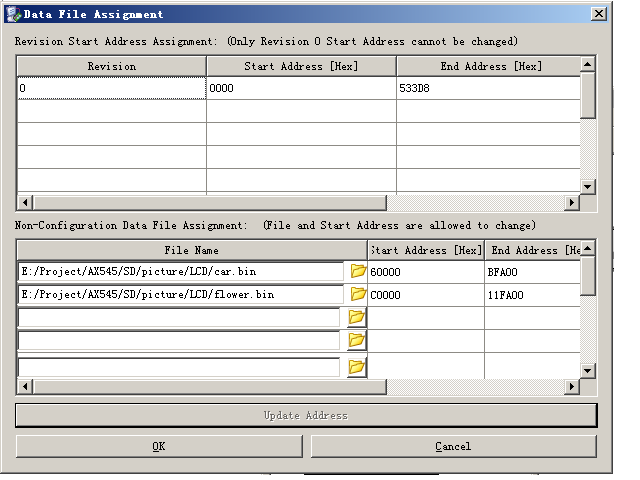 Data File Assignment
Revision Start Address Assignment: (Only Revision 0 Start Address cannot be changed)
Revision Start Address [Hex] End Address [Hex]
0 0000 533D8
Non-Configuration Data File Assignment: (File and Start Address are allowed to change)
File Name Start Address [Hex] End Address [He
E:/Project/AX545/SD/picture/LCD/car.bin 60000 BFA00
E:/Project/AX545/SD/picture/LCD/flower.bin C0000 11FA00
Update Address
OK Cancel